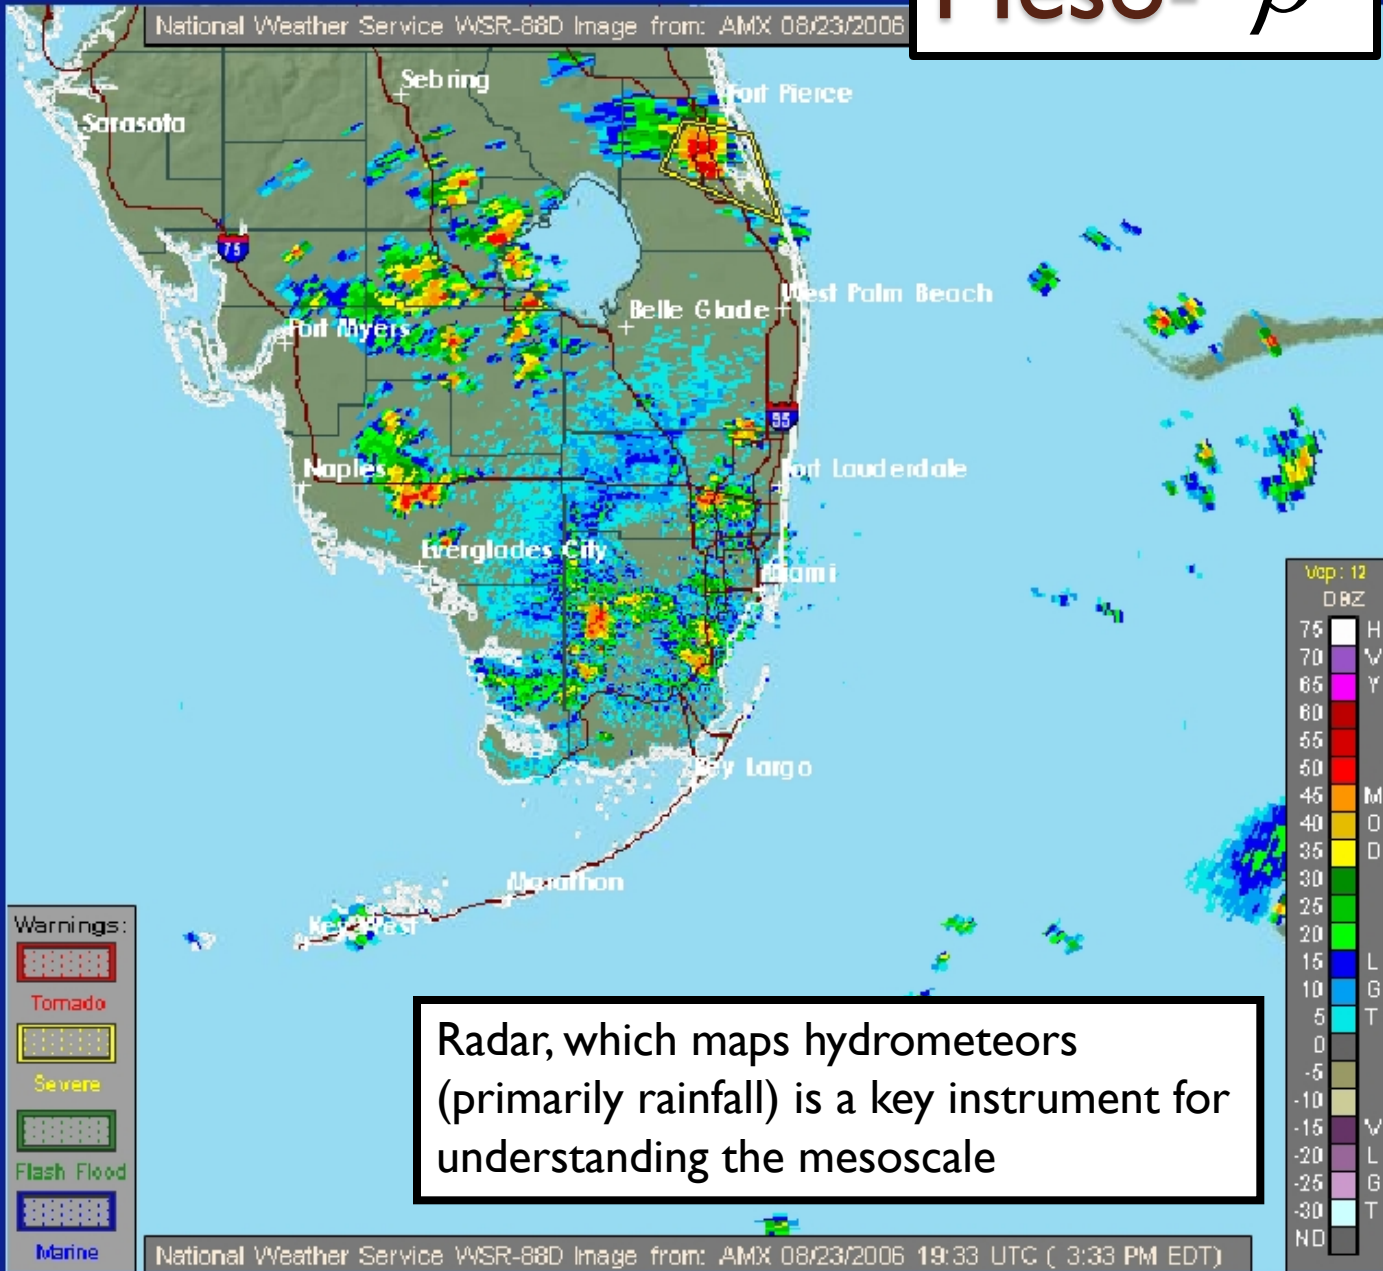 National Weather Service WSR-88D Image from: AMX 08/23/2006
Meso- β
Sebring
Fort Pierce
Sarasota
75
West Palm Beach
Belle Glade
Fort Myers
95
Naples
Fort Lauderdale
Everglades City
Miami
Key Largo
Marathon
Key West
Vcp: 12
DBZ
75 H
70 V
65 Y
60
55
50
45 M
40 O
35 D
30
25
20
15 L
10 G
5 T
0
-5
-10
-15 V
-20 L
-25 G
-30 T
ND
Warnings:
Tornado
Severe
Flash Flood
Marine
Radar, which maps hydrometeors
(primarily rainfall) is a key instrument for
understanding the mesoscale
National Weather Service WSR-88D Image from: AMX 08/23/2006 19:33 UTC ( 3:33 PM EDT)